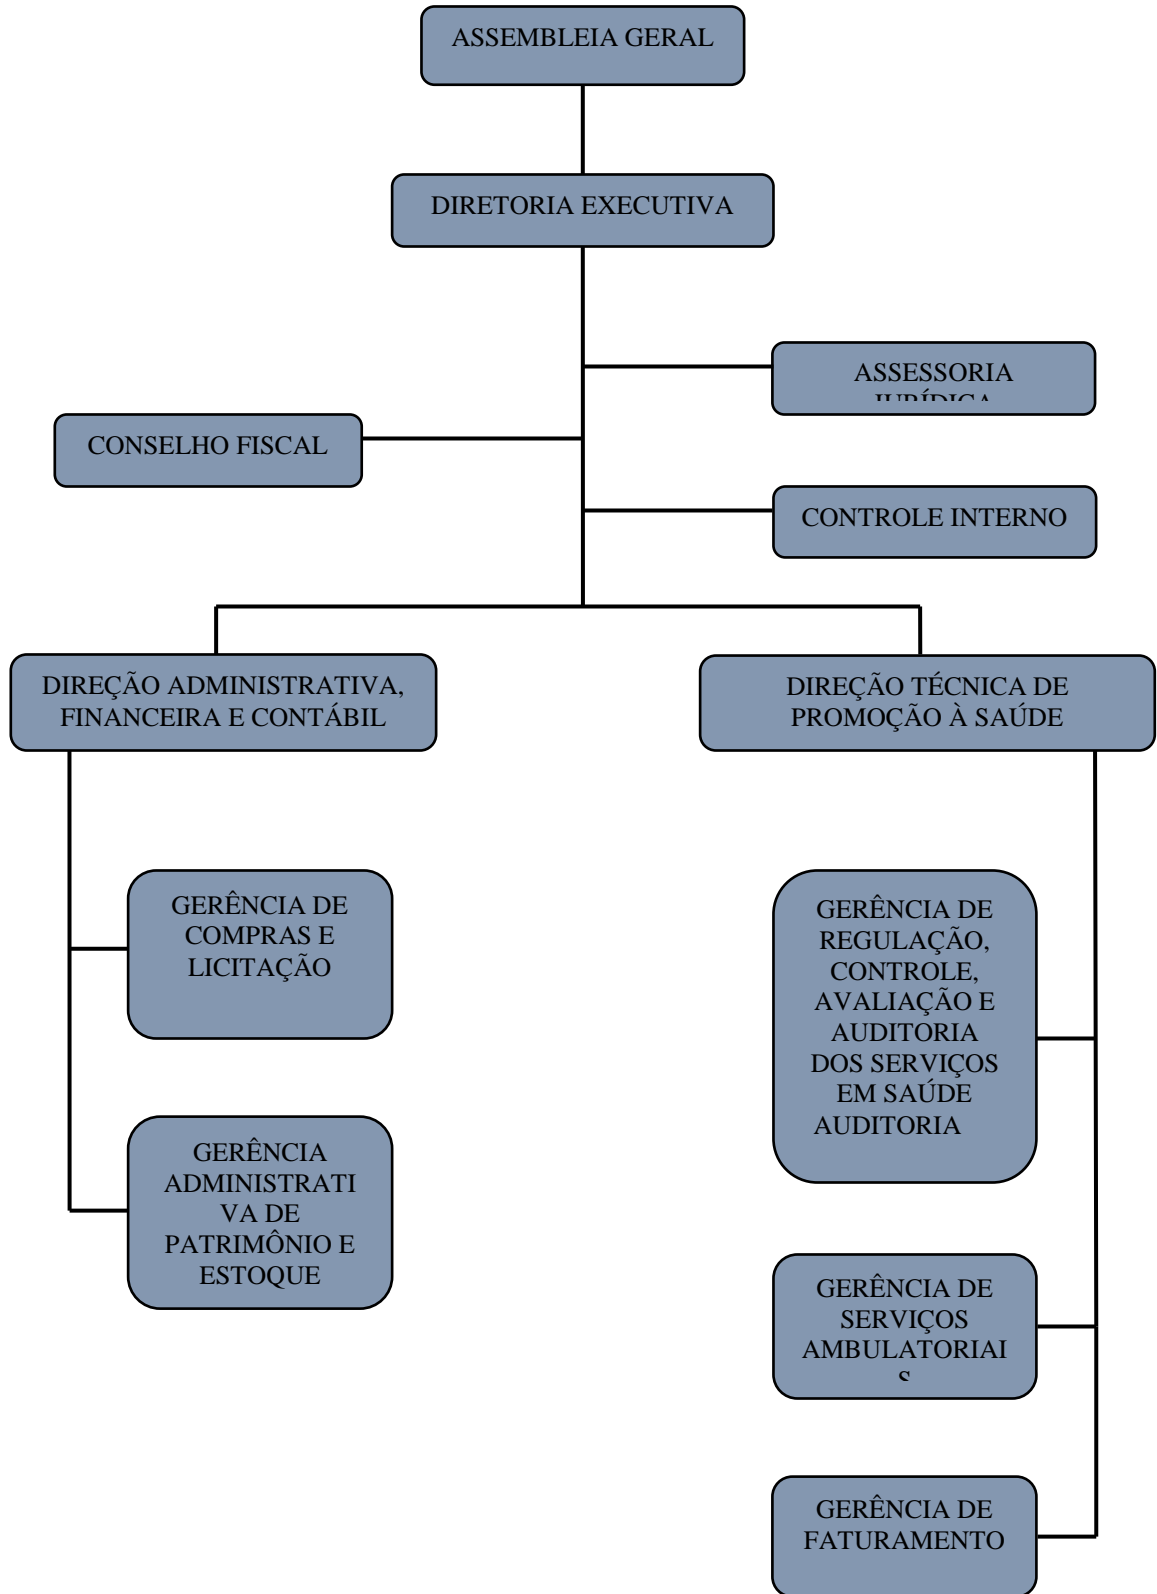 ASSEMBLEIA GERAL
DIRETORIA EXECUTIVA
ASSESSORIA
JURÍDICA
CONSELHO FISCAL
CONTROLE INTERNO
DIREÇÃO ADMINISTRATIVA,
FINANCEIRA E CONTÁBIL
DIREÇÃO TÉCNICA DE
PROMOÇÃO À SAÚDE
GERÊNCIA DE
COMPRAS E
LICITAÇÃO
GERÊNCIA
ADMINISTRATI
VA DE
PATRIMÔNIO E
ESTOQUE
GERÊNCIA DE
REGULAÇÃO,
CONTROLE,
AVALIAÇÃO E
AUDITORIA
DOS SERVIÇOS
EM SAÚDE
AUDITORIA
GERÊNCIA DE
SERVIÇOS
AMBULATORIAI
S
GERÊNCIA DE
FATURAMENTO